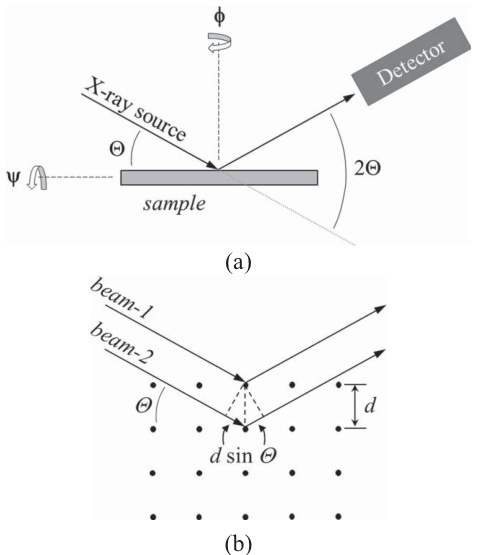 ϕ
Detector
X-ray source
Θ
2Θ
ψ
sample
(a)
beam-1
beam-2
Θ
d
d sin Θ
(b)